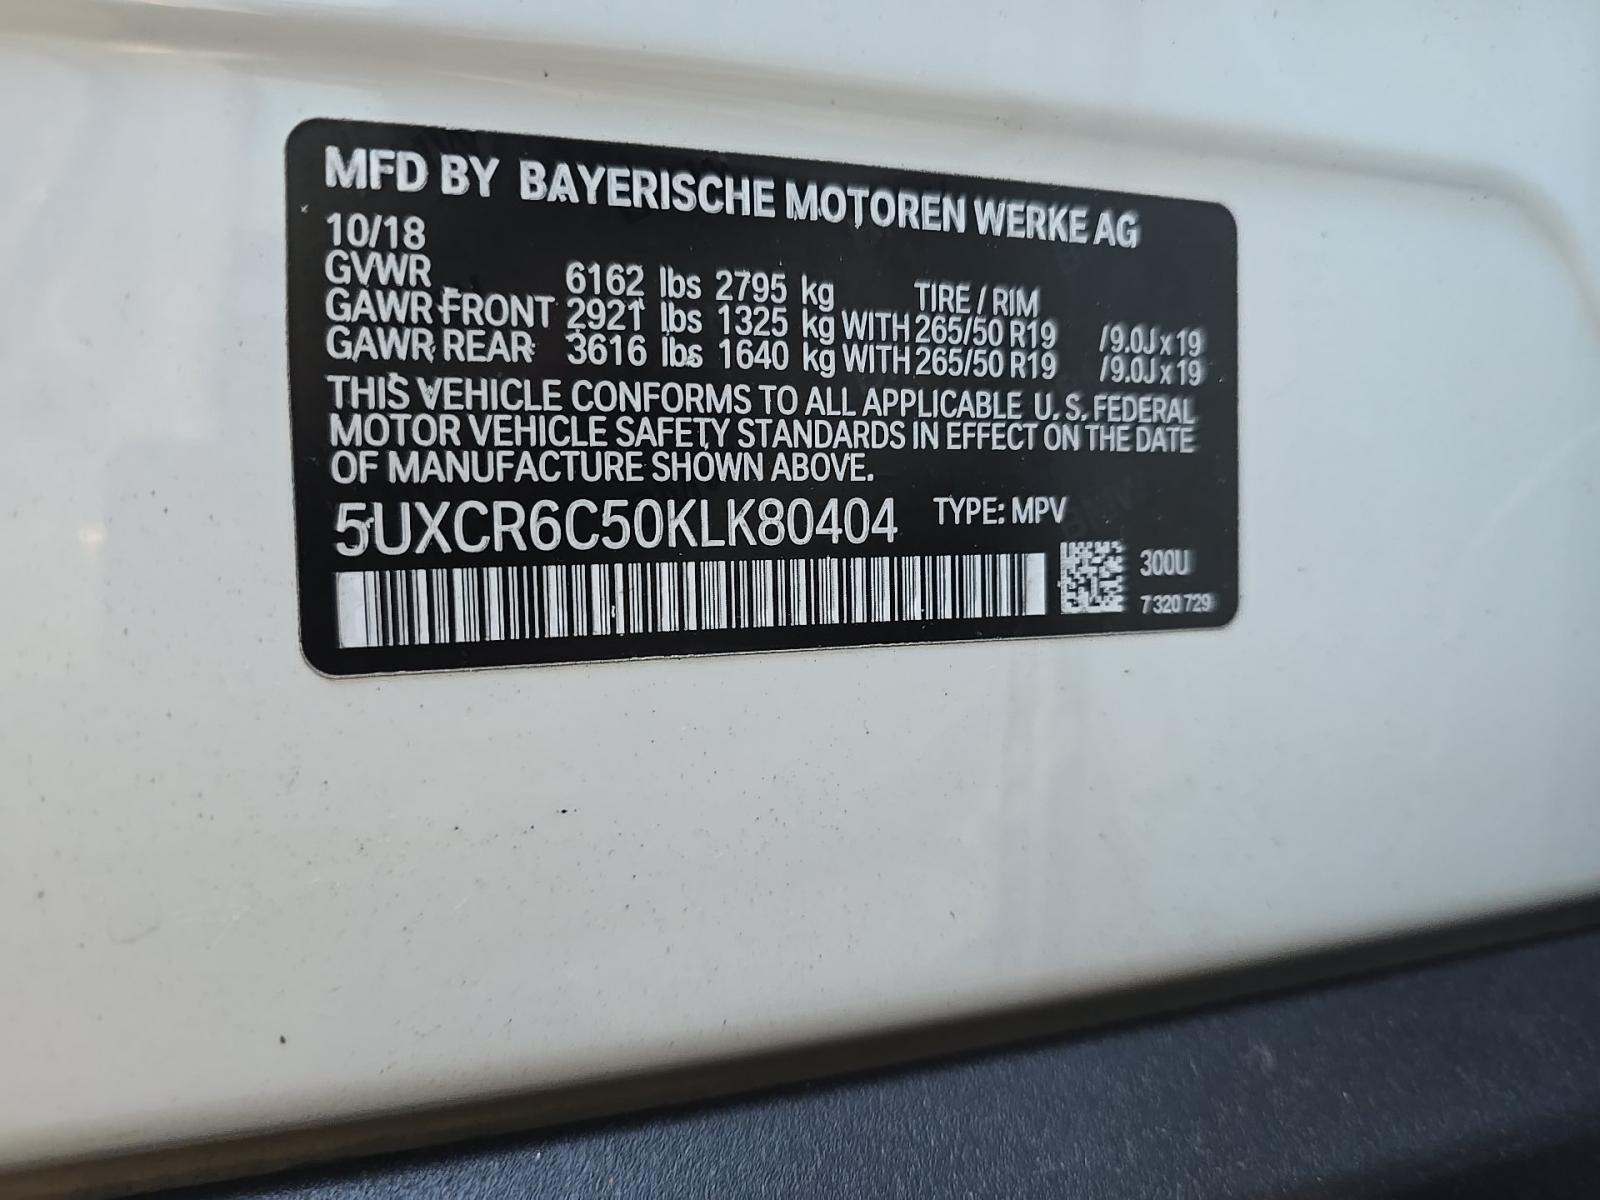 MFD BY BAYERISCHE MOTOREN WERKE AG
10/18
GVWR 6162 lbs 2795 kg TIRE / RIM
GAWR FRONT 2921 lbs 1325 kg WITH 265/50 R19 /9.0J x 19
GAWR REAR 3616 lbs 1640 kg WITH 265/50 R19 /9.0J x 19
THIS VEHICLE CONFORMS TO ALL APPLICABLE U.S. FEDERAL
MOTOR VEHICLE SAFETY STANDARDS IN EFFECT ON THE DATE
OF MANUFACTURE SHOWN ABOVE.
5UXCR6C50KLK80404 TYPE: MPV
300U
7 320 729